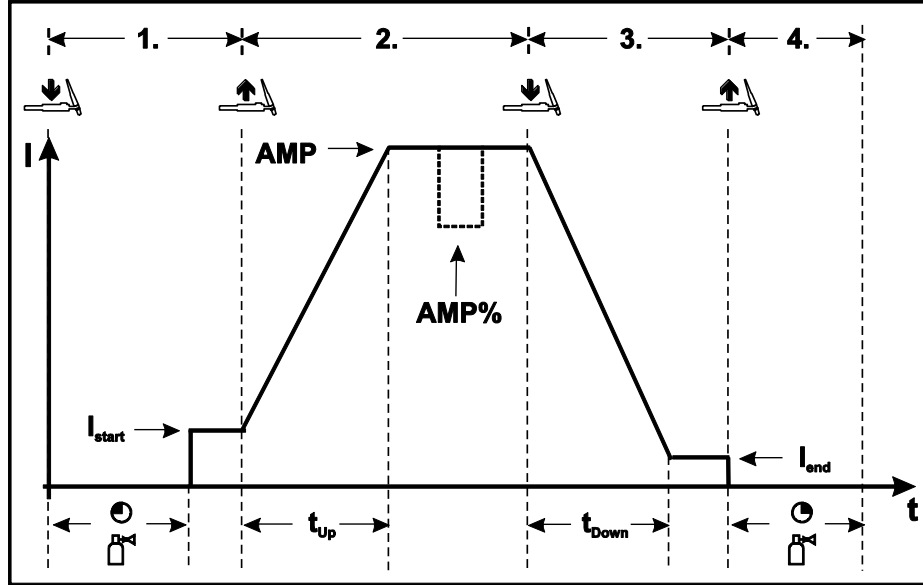 1. 2. 3. 4.
I
AMP
AMP%
Istart
Iend
t
tUp
tDown